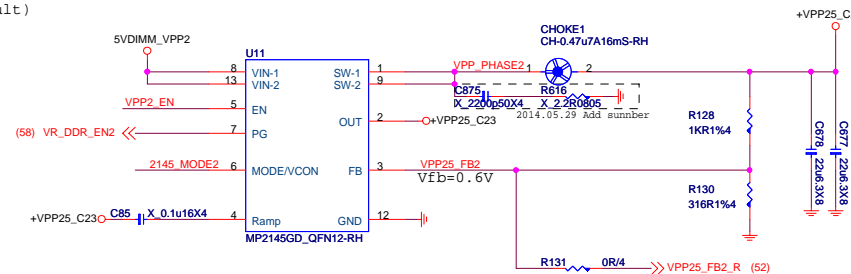 ult)
+VPP25_C2
5VDIMM_VPP2
U11
CHOKE1
CH-0.47u7A16mS-RH
8 VIN-1
13 VIN-2
SW-1 1
SW-2 9
VPP_PHASE2 1 2
VPP2_EN 5 EN
C875
X_2200p50X4
R616
X_2.2R0805
2014.05.29 Add sunnber
OUT 2 +VPP25_C23
(58) VR_DDR_EN2 7 PG
R128
1KR1%4
C678
22u6.3X8
C677
22u6.3X8
2145_MODE2 6 MODE/VCON
FB 3 VPP25_FB2
Vfb=0.6V
R130
316R1%4
+VPP25_C23 C85 X_0.1u16X4 4 Ramp
GND 12
MP2145GD_QFN12-RH
R131 0R/4 VPP25_FB2_R (52)